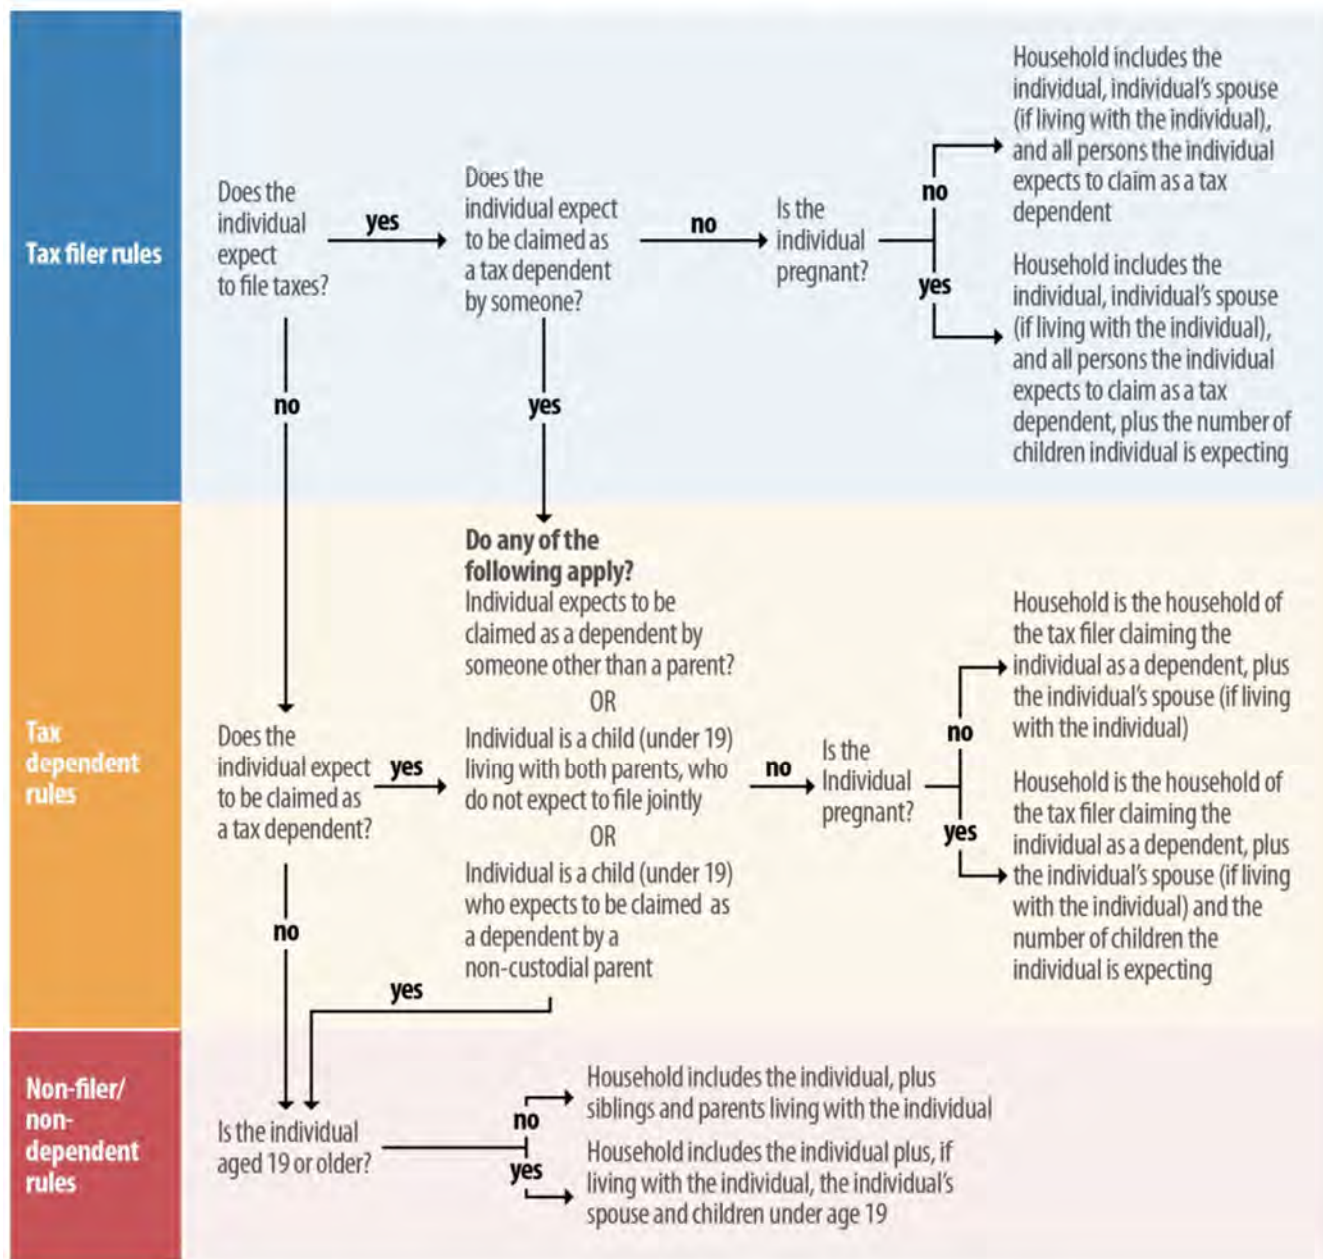 Tax filer rules
Does the
individual
expect
to file taxes?
yes
no
Does the
individual expect
to be claimed as
a tax dependent
by someone?
no
yes
Is the
individual
pregnant?
no
yes
Household includes the
individual, individual's spouse
(if living with the individual),
and all persons the individual
expects to claim as a tax
dependent
Household includes the
individual, individual's spouse
(if living with the individual),
and all persons the individual
expects to claim as a tax
dependent, plus the number of
children individual is expecting
Tax
dependent
rules
Does the
individual expect
to be claimed as
a tax dependent?
yes
no
Do any of the
following apply?
Individual expects to be
claimed as a dependent by
someone other than a parent?
OR
Individual is a child (under 19)
living with both parents, who
do not expect to file jointly
OR
Individual is a child (under 19)
who expects to be claimed as
a dependent by a
non-custodial parent
no
yes
Is the
Individual
pregnant?
no
yes
Household is the household of
the tax filer claiming the
individual as a dependent, plus
the individual's spouse (if living
with the individual)
Household is the household of
the tax filer claiming the
individual as a dependent, plus
the individual's spouse (if living
with the individual) and the
number of children the
individual is expecting
Non-filer/
non-
dependent
rules
Is the individual
aged 19 or older?
no
yes
Household includes the individual, plus
siblings and parents living with the individual
Household includes the individual plus, if
living with the individual, the individual's
spouse and children under age 19